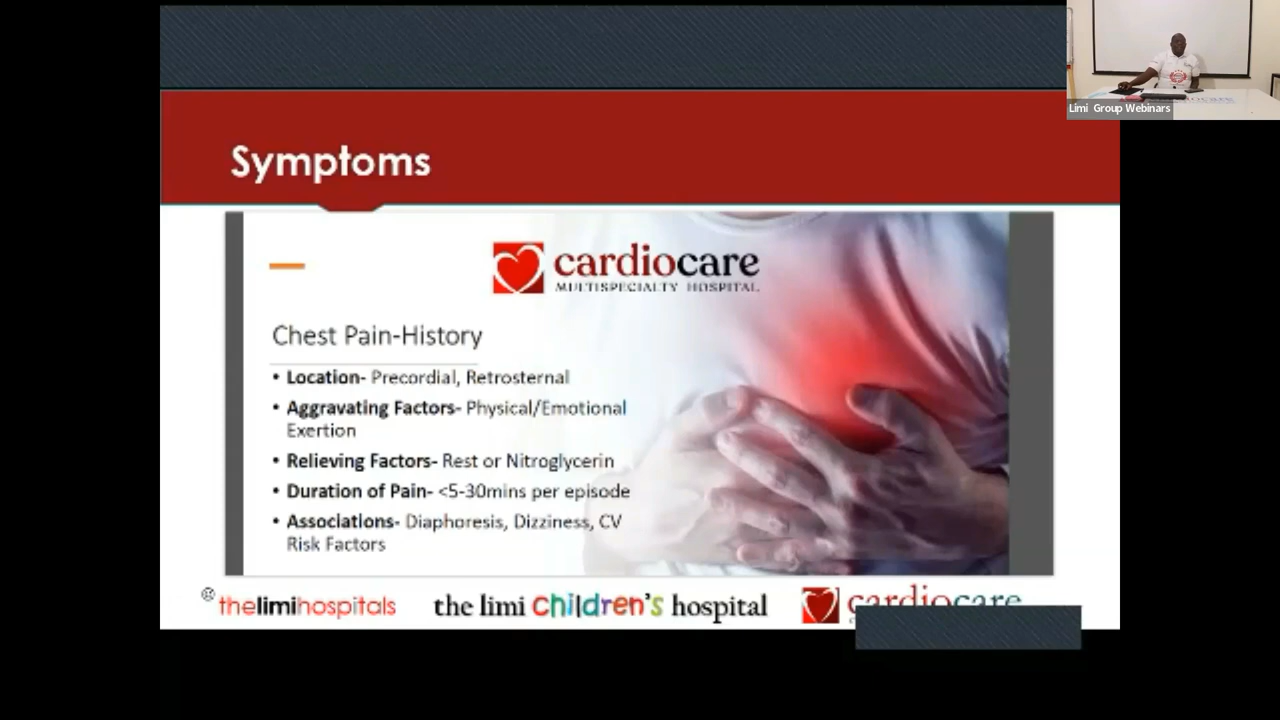 Limi Group Webinars
Symptoms
cardiocare
MULTISPECIALTY HOSPITAL
Chest Pain-History
• Location- Precordial, Retrosternal
• Aggravating Factors- Physical/Emotional
Exertion
• Relieving Factors- Rest or Nitroglycerin
• Duration of Pain- <5-30mins per episode
• Associations- Diaphoresis, Dizziness, CV
Risk Factors
thelimihospitals
the limi children's hospital
cardiocare